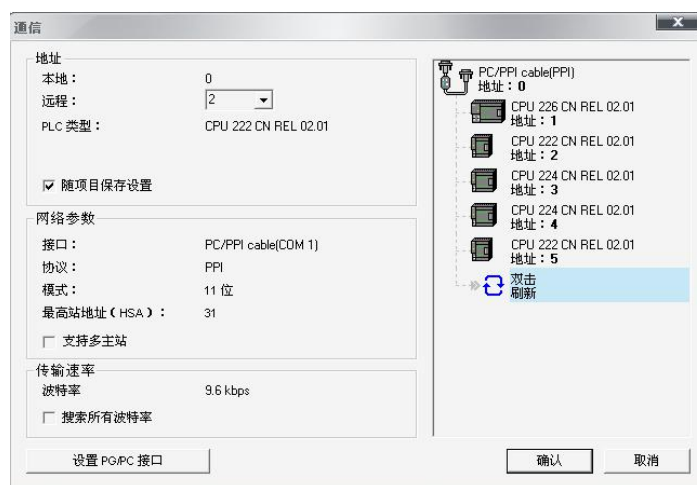 通信
地址
本地： 0
远程： 2
PLC 类型： CPU 222 CN REL 02.01
随项目保存设置
网络参数
接口： PC/PPI cable(COM 1)
协议： PPI
模式： 11 位
最高站地址（HSA）： 31
支持多主站
传输速率
波特率 9.6 kbps
搜索所有波特率
设置 PG/PC 接口
PC/PPI cable(PPI)
地址：0
CPU 226 CN REL 02.01
地址：1
CPU 222 CN REL 02.01
地址：2
CPU 224 CN REL 02.01
地址：3
CPU 224 CN REL 02.01
地址：4
CPU 222 CN REL 02.01
地址：5
双击
刷新
确认
取消